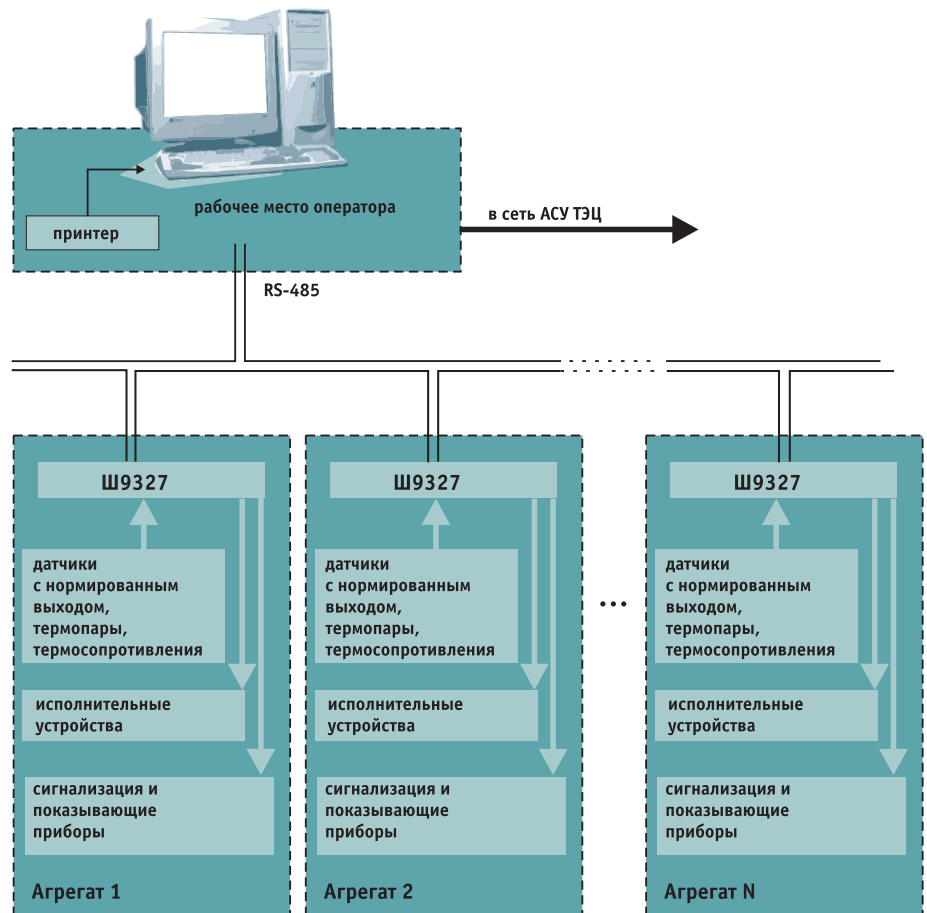 рабочее место оператора
принтер
в сеть АСУ ТЭЦ
RS-485
Ш9327
датчики
с нормированным
выходом,
термопары,
термосопротивления
исполнительные
устройства
сигнализация и
показывающие
приборы
Агрегат 1
Ш9327
датчики
с нормированным
выходом,
термопары,
термосопротивления
исполнительные
устройства
сигнализация и
показывающие
приборы
Агрегат 2
...
Ш9327
датчики
с нормированным
выходом,
термопары,
термосопротивления
исполнительные
устройства
сигнализация и
показывающие
приборы
Агрегат N